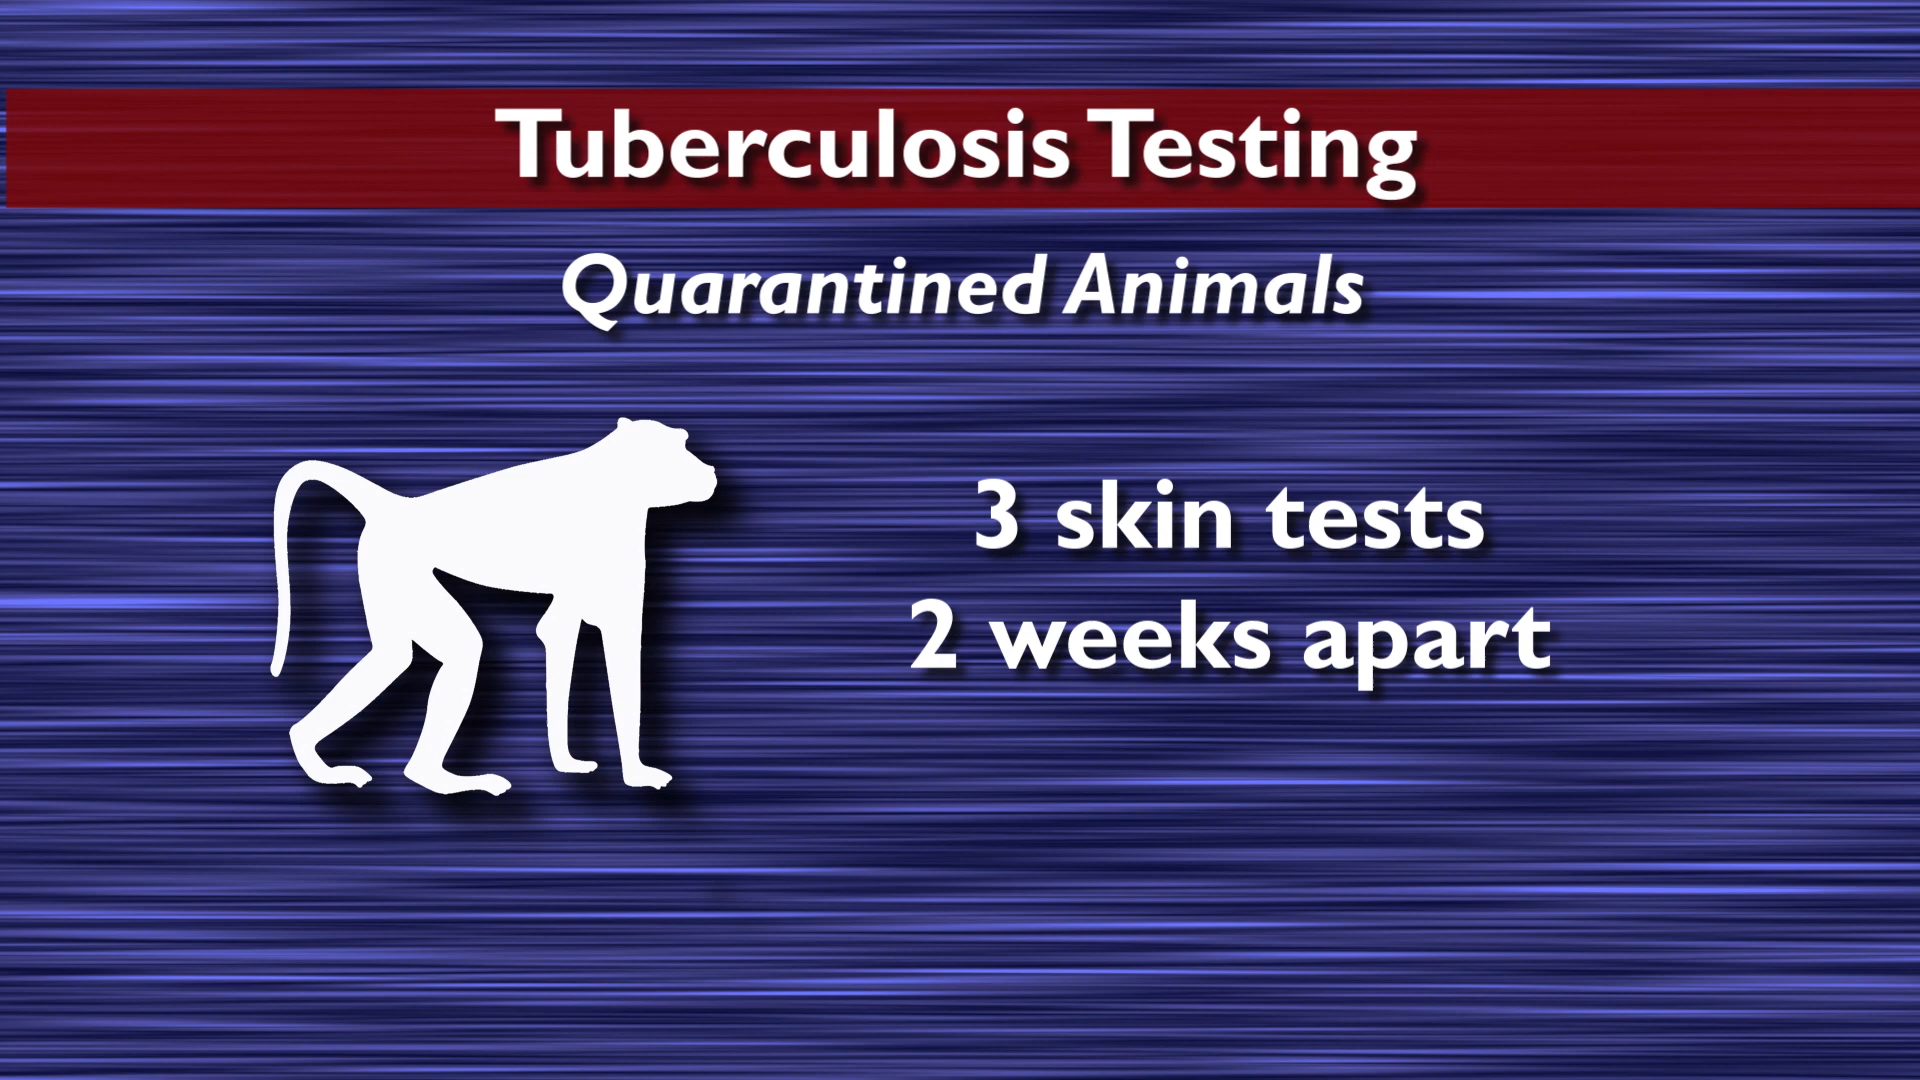 Tuberculosis Testing
Quarantined Animals
3 skin tests
2 weeks apart